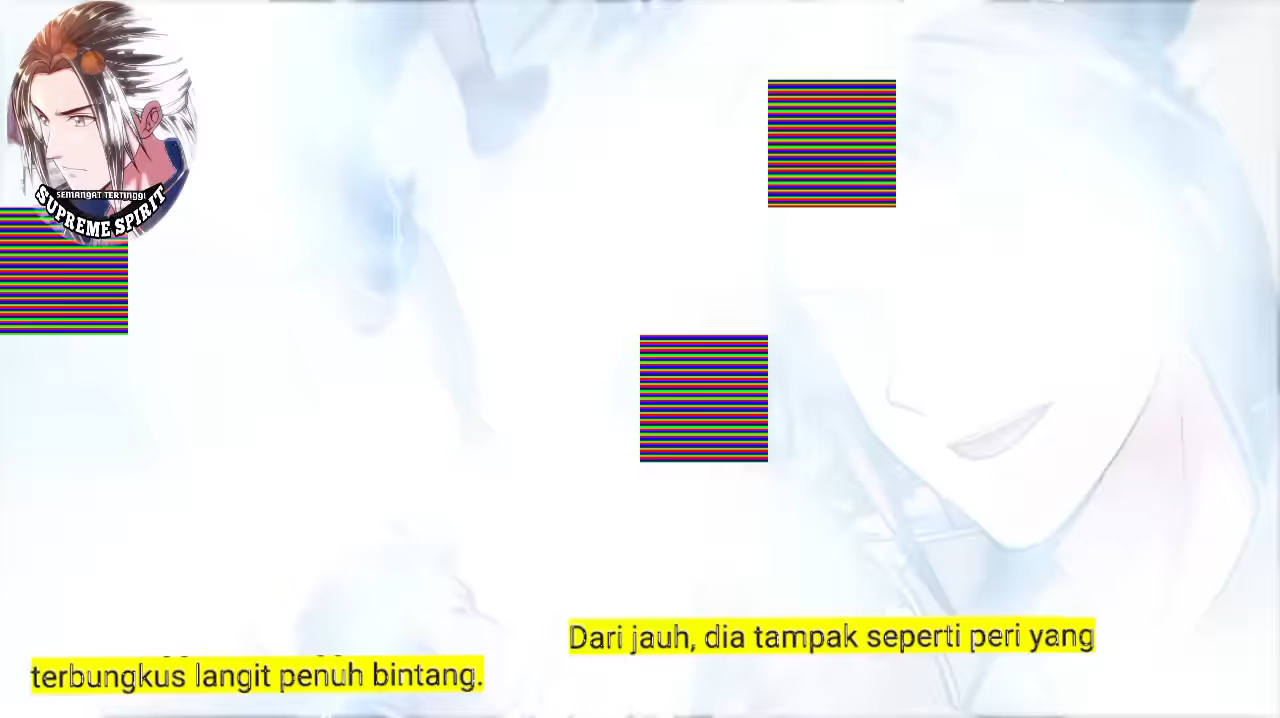 SEMANGAT TERTINGGI
SUPREME SPIRIT
Dari jauh, dia tampak seperti peri yang
terbungkus langit penuh bintang.